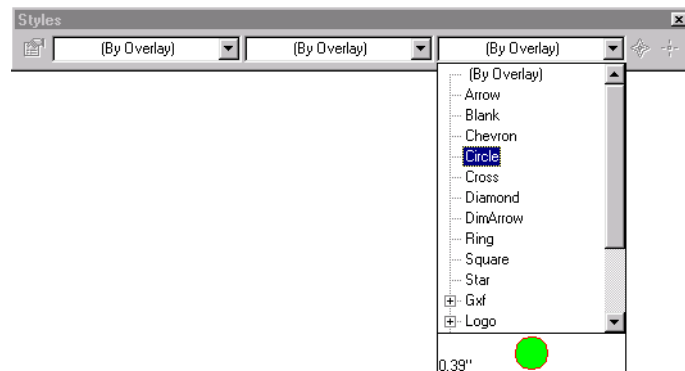 Styles
(By Overlay) (By Overlay) (By Overlay)
(By Overlay)
Arrow
Blank
Chevron
Circle
Cross
Diamond
DimArrow
Ring
Square
Star
Gxf
Logo
0.39"